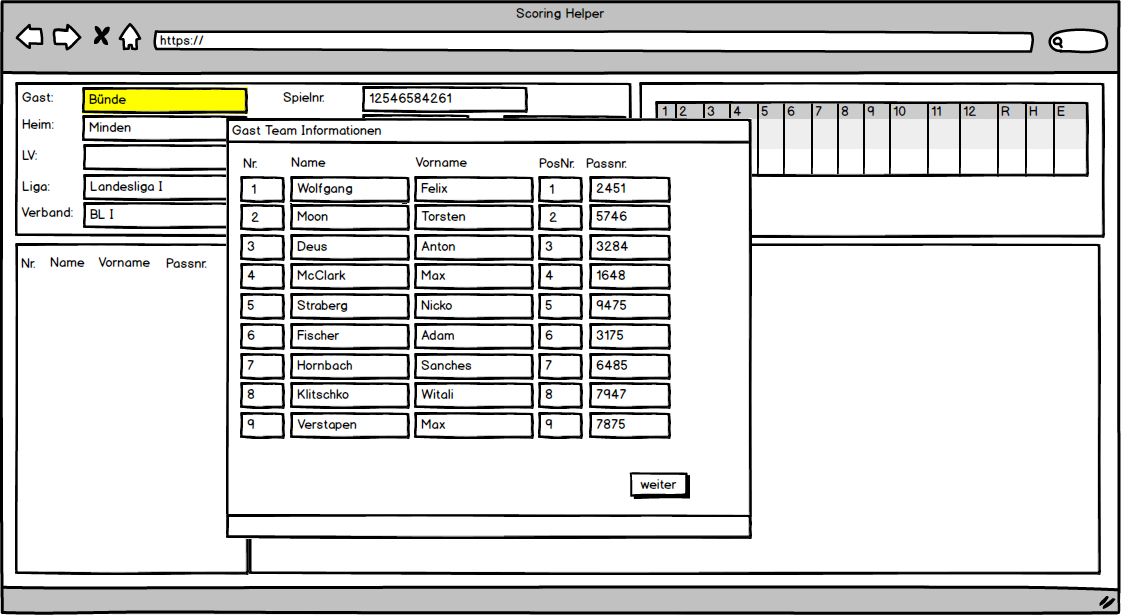 Scoring Helper
https://
Gast: Bünde Spielnr. 12546584261
Heim: Minden
LV:
Liga: Landesliga I
Verband: BL I
1 2 3 4 5 6 7 8 9 10 11 12 R H E
Nr. Name Vorname Passnr.
Gast Team Informationen
Nr. Name Vorname PosNr. Passnr.
1 Wolfgang Felix 1 2451
2 Moon Torsten 2 5746
3 Deus Anton 3 3284
4 McClark Max 4 1648
5 Straberg Nicko 5 9475
6 Fischer Adam 6 3175
7 Hornbach Sanches 7 6485
8 Klitschko Witali 8 7947
9 Verstapen Max 9 7875
weiter